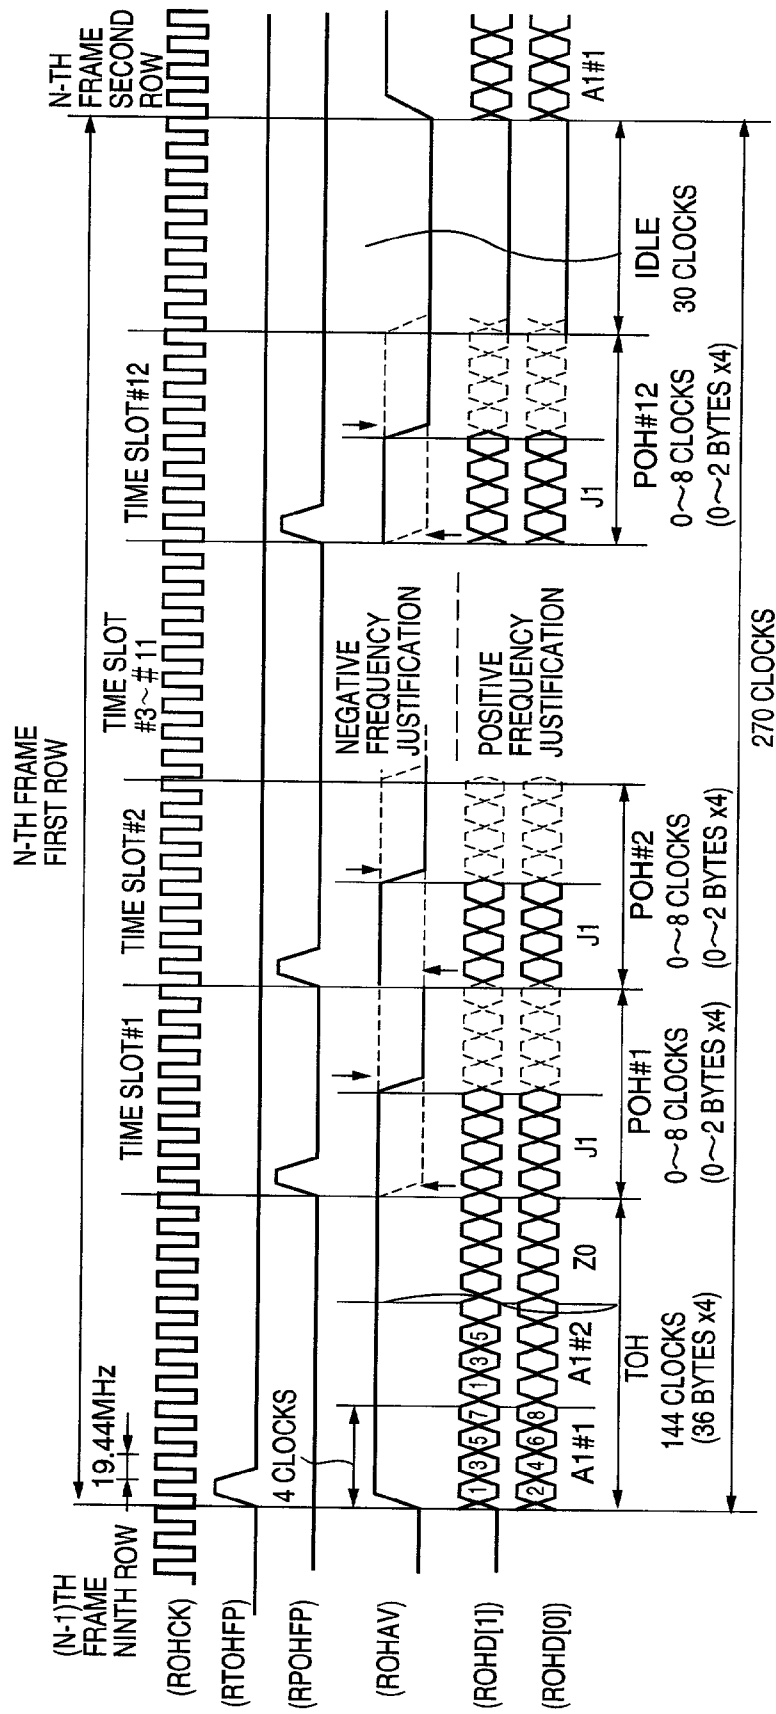 N-TH FRAME
FIRST ROW
(N-1)TH
FRAME
NINTH ROW
19.44MHz
TIME SLOT#1
TIME SLOT#2
TIME SLOT
#3~#11
TIME SLOT#12
N-TH
FRAME
SECOND
ROW
(ROHCK)
(RTOHFP)
(RPOHFP)
4 CLOCKS
(ROHAV)
NEGATIVE
FREQUENCY
JUSTIFICATION
POSITIVE
FREQUENCY
JUSTIFICATION
(ROHD[1])
1 3 5 7 1 3 5
(ROHD[0])
2 4 6 8
A1#1
A1#2
Z0
J1
J1
J1
A1#1
TOH
144 CLOCKS
(36 BYTES x4)
POH#1
0~8 CLOCKS
(0~2 BYTES x4)
POH#2
0~8 CLOCKS
(0~2 BYTES x4)
POH#12
0~8 CLOCKS
(0~2 BYTES x4)
IDLE
30 CLOCKS
270 CLOCKS